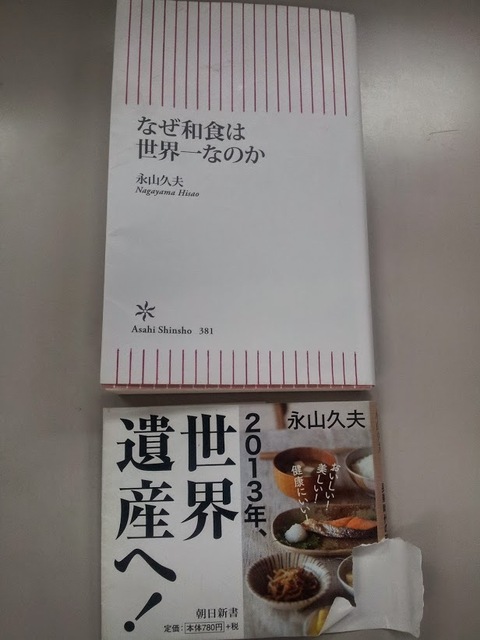 なぜ和食は
世界一なのか
永山久夫
Nagayama Hisao
Asahi Shinsho 381
永山久夫
2013年、
世界
遺産へ!
おいしい!
美しい!
健康にいい!
朝日新書
定価:本体780円+税